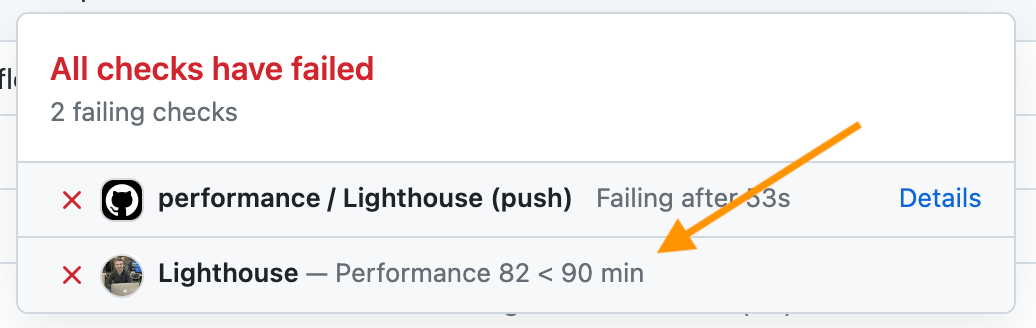 All checks have failed
2 failing checks
performance / Lighthouse (push) Failing after 53s Details
Lighthouse — Performance 82 < 90 min